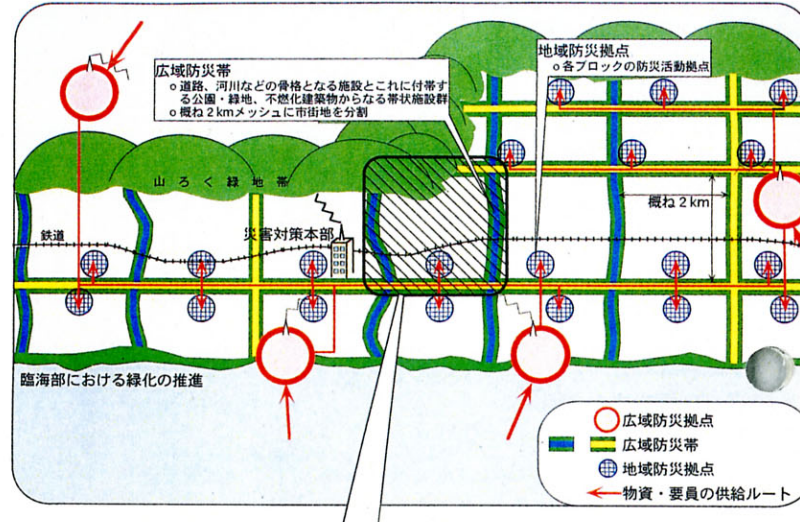 広域防災帯
○道路、河川などの骨格となる施設とこれに付帯す
る公園・緑地、不燃化建築物からなる帯状施設群
○概ね2kmメッシュに市街地を分割
地域防災拠点
○各ブロックの防災活動拠点
山ろく緑地帯
概ね2km
鉄道
災害対策本部
臨海部における緑化の推進
広域防災拠点
広域防災帯
地域防災拠点
物資・要員の供給ルート